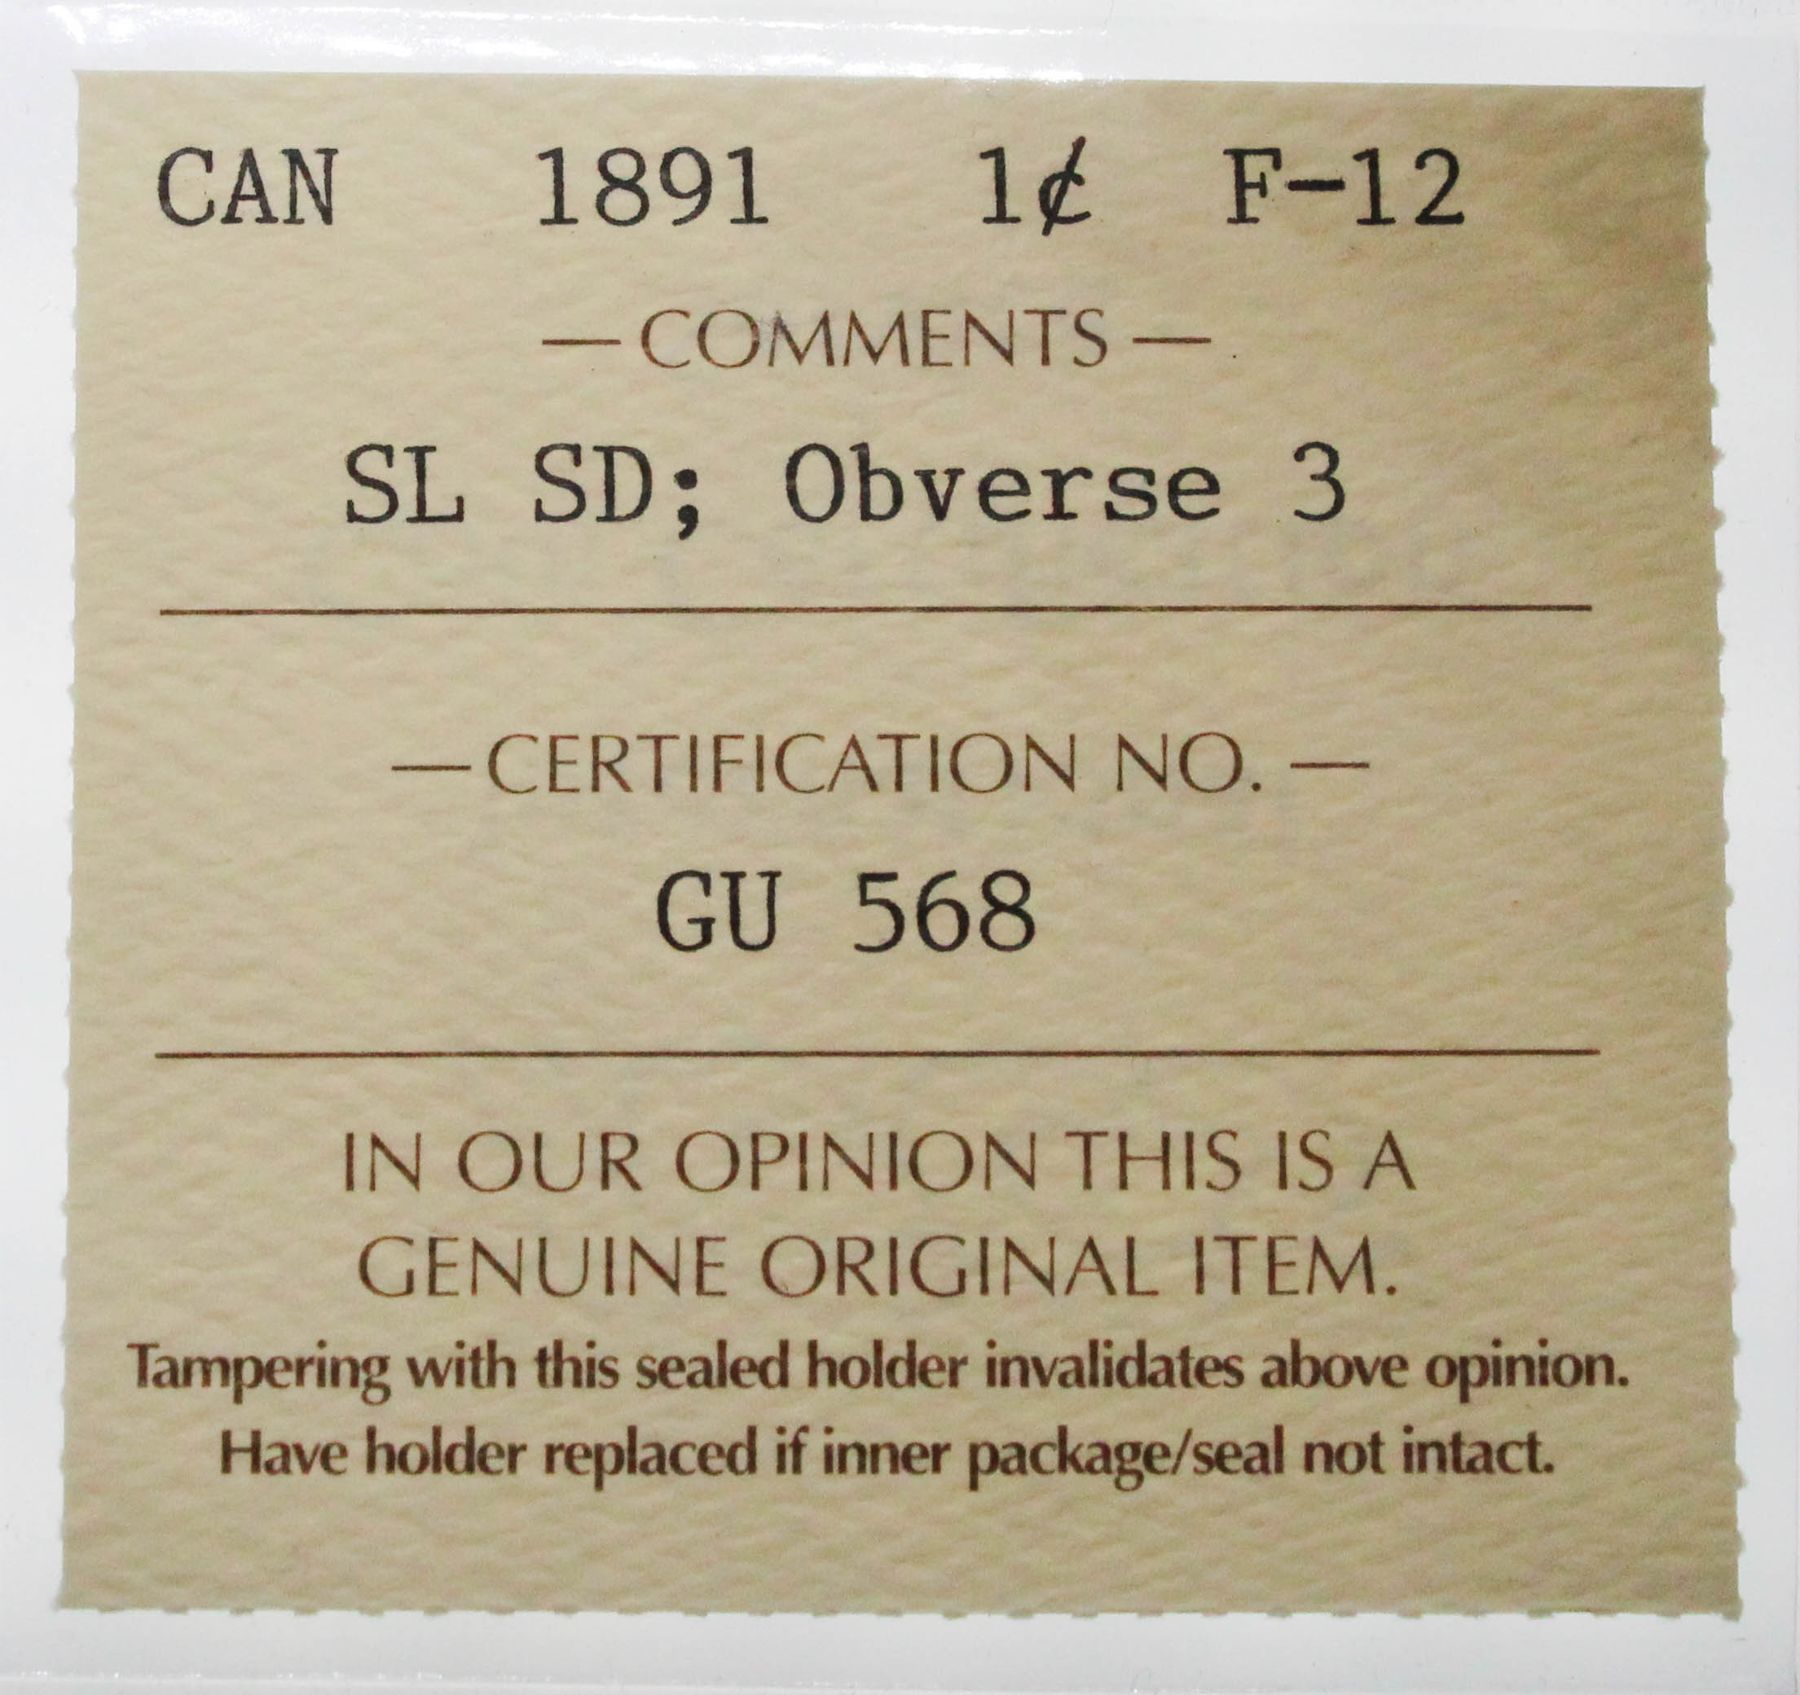 CAN 1891 1¢ F-12
—COMMENTS—
SL SD; Obverse 3
—CERTIFICATION NO.—
GU 568
IN OUR OPINION THIS IS A
GENUINE ORIGINAL ITEM.
Tampering with this sealed holder invalidates above opinion.
Have holder replaced if inner package/seal not intact.